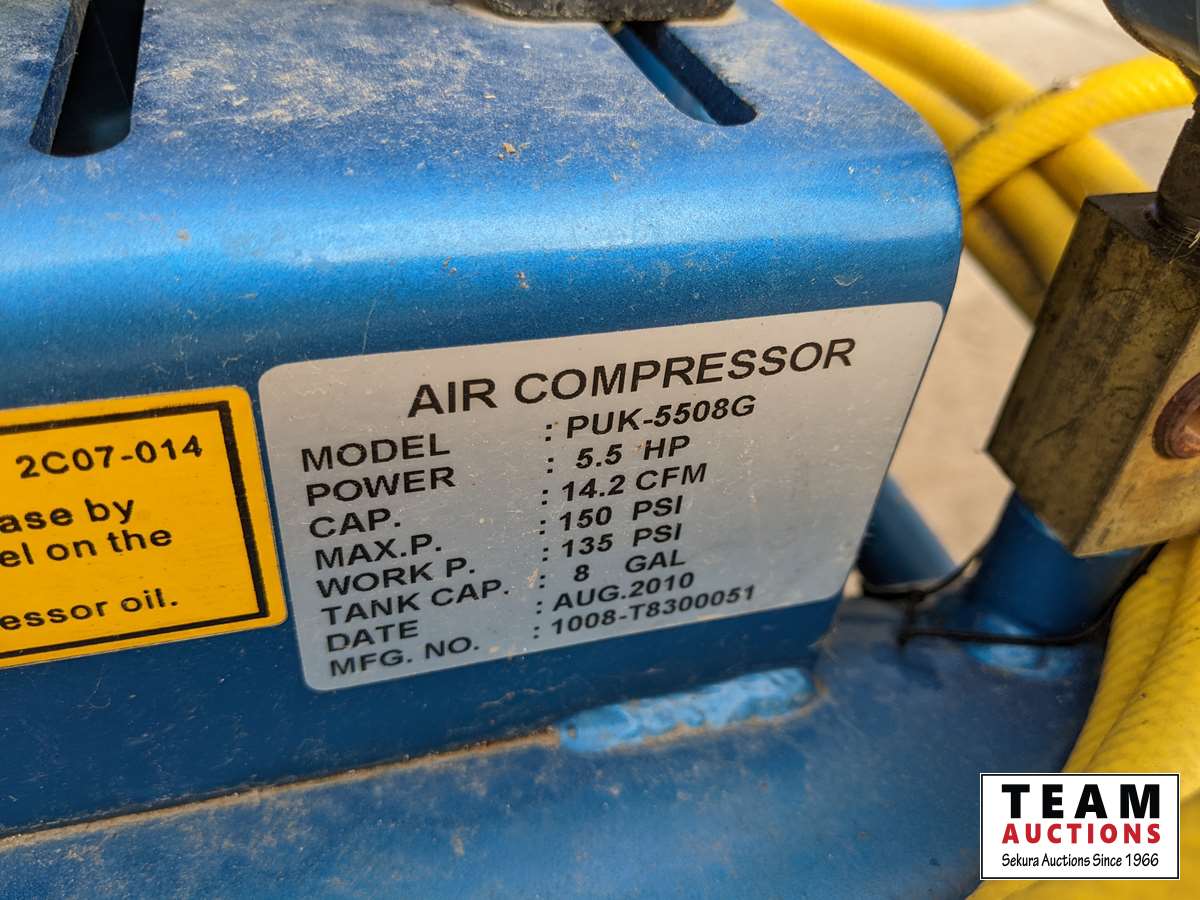 AIR COMPRESSOR
MODEL : PUK-5508G
POWER : 5.5 HP
CAP. : 14.2 CFM
MAX.P. : 150 PSI
WORK P. : 135 PSI
TANK CAP. : 8 GAL
DATE : AUG.2010
MFG. NO. : 1008-T8300051
2C07-014
ase by
el on the
essor oil.
TEAM
AUCTIONS
Sekura Auctions Since 1966